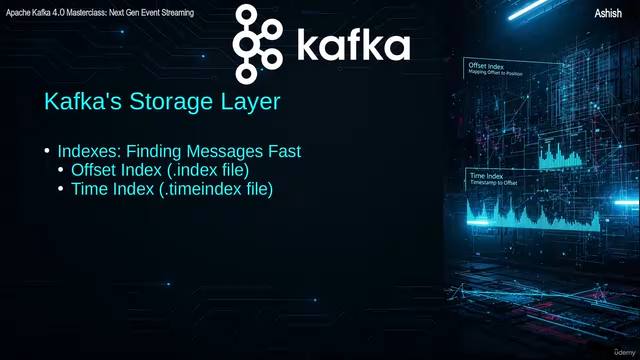 Apache Kafka 4.0 Masterclass: Next Gen Event Streaming
Ashish
kafka
Kafka's Storage Layer
• Indexes: Finding Messages Fast
• Offset Index (.index file)
• Time Index (.timeindex file)
Offset Index
Mapping Offset to Position
Time Index
Timestamp to Offset
udemy